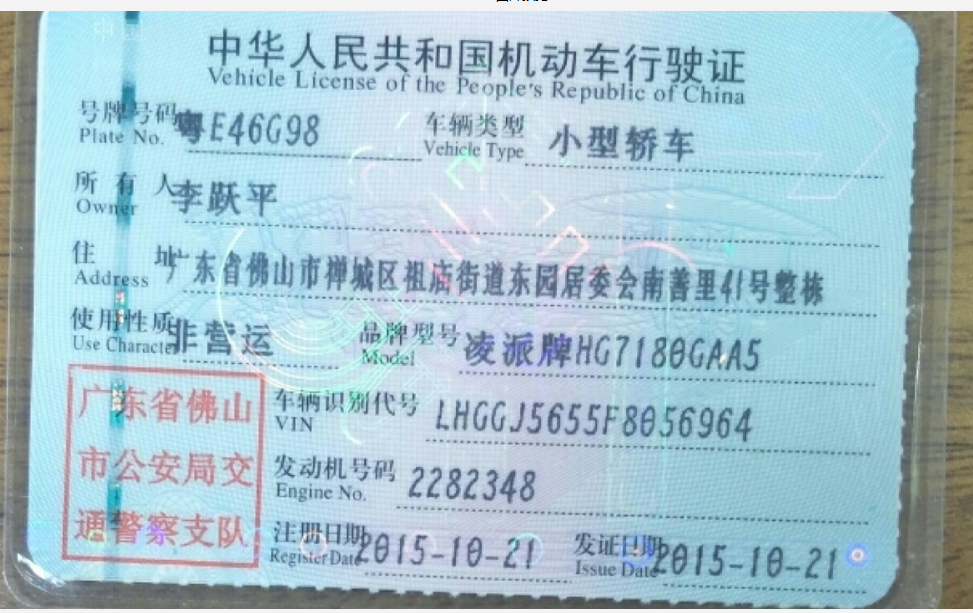 中华人民共和国机动车行驶证
Vehicle License of the People's Republic of China
号牌号码 粤E46G98 车辆类型 小型轿车
Plate No. Vehicle Type
所有人 李跃平
Owner
住址 广东省佛山市禅城区祖庙街道东园居委会南善里41号整栋
Address
使用性质 非营运 品牌型号 凌派牌HG7180GAA5
Use Character Model
广东省佛山
市公安局交
通警察支队
车辆识别代号 LHGGJ5655F8056964
VIN
发动机号码 2282348
Engine No.
注册日期 2015-10-21 发证日期 2015-10-21
Register Date Issue Date